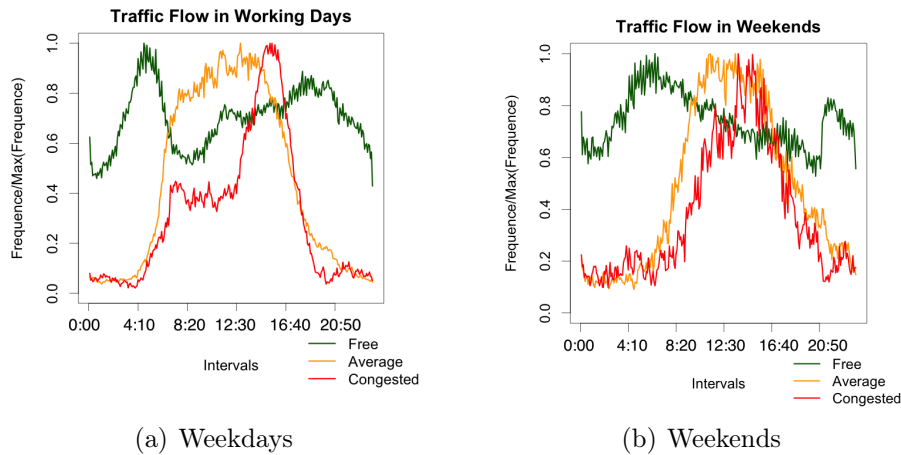 Traffic Flow in Working Days
Frequence/Max(Frequence)
1.0
0.8
0.6
0.4
0.2
0.0
0:00 4:10 8:20 12:30 16:40 20:50
Intervals
Free
Average
Congested
(a) Weekdays
Traffic Flow in Weekends
Frequence/Max(Frequence)
1.0
0.8
0.6
0.4
0.2
0.0
0:00 4:10 8:20 12:30 16:40 20:50
Intervals
Free
Average
Congested
(b) Weekends